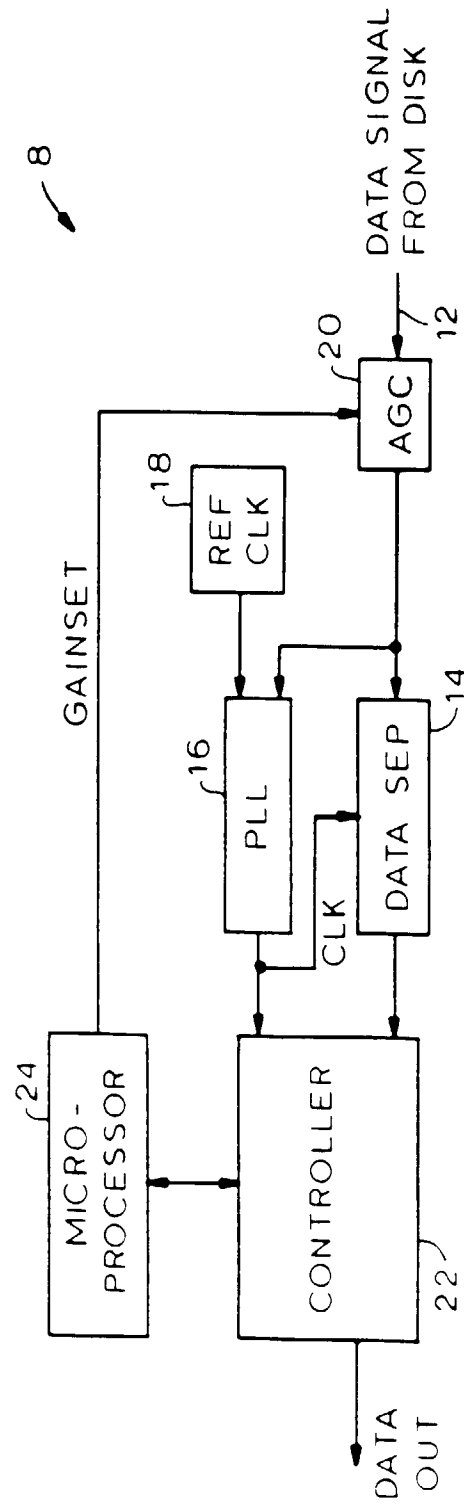 8
24
MICRO-
PROCESSOR
GAINSET
18
REF
CLK
16
PLL
20
AGC
12
DATA SIGNAL
FROM DISK
CLK
14
DATA SEP
CONTROLLER
22
DATA
OUT